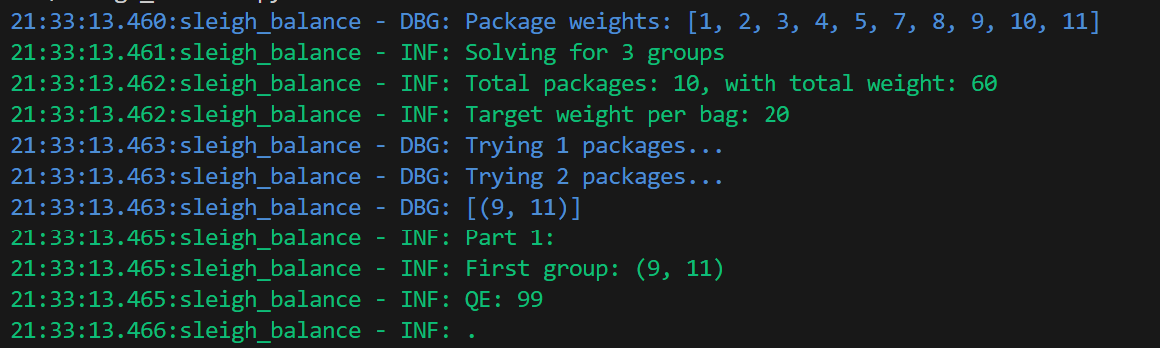 21:33:13.460:sleigh_balance - DBG: Package weights: [1, 2, 3, 4, 5, 7, 8, 9, 10, 11]
21:33:13.461:sleigh_balance - INF: Solving for 3 groups
21:33:13.462:sleigh_balance - INF: Total packages: 10, with total weight: 60
21:33:13.462:sleigh_balance - INF: Target weight per bag: 20
21:33:13.463:sleigh_balance - DBG: Trying 1 packages...
21:33:13.463:sleigh_balance - DBG: Trying 2 packages...
21:33:13.463:sleigh_balance - DBG: [(9, 11)]
21:33:13.465:sleigh_balance - INF: Part 1:
21:33:13.465:sleigh_balance - INF: First group: (9, 11)
21:33:13.465:sleigh_balance - INF: QE: 99
21:33:13.466:sleigh_balance - INF: .